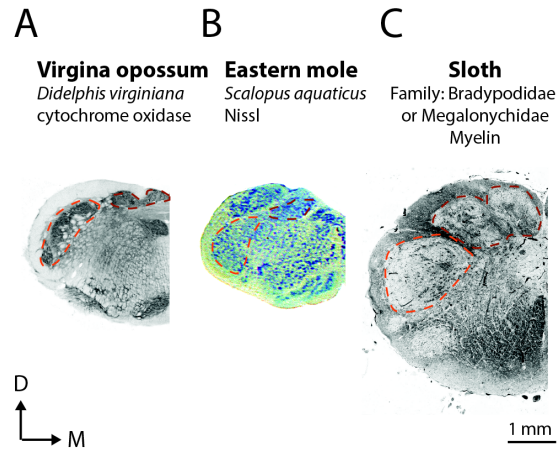 A
Virgina opossum
Didelphis virginiana
cytochrome oxidase
B
Eastern mole
Scalopus aquaticus
Nissl
C
Sloth
Family: Bradypodidae
or Megalonychidae
Myelin
D
M
1 mm